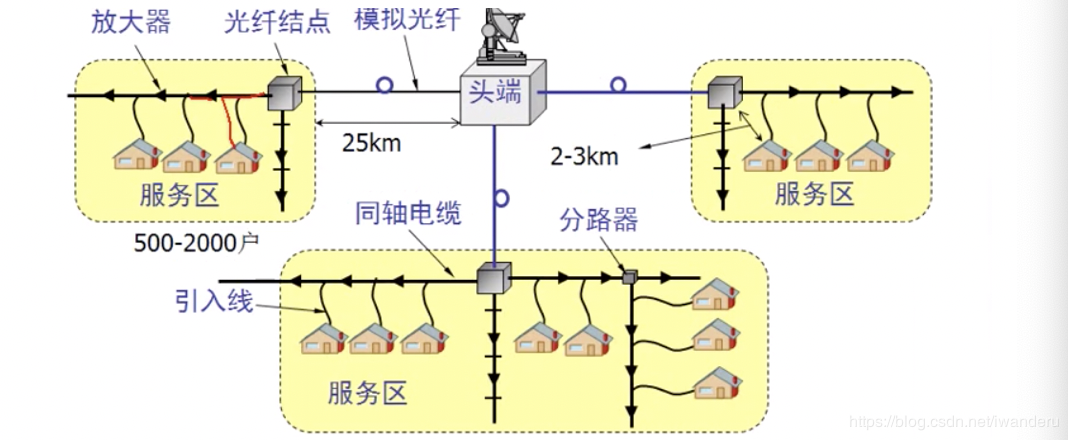 放大器
光纤结点
模拟光纤
头端
25km
2-3km
服务区
服务区
500-2000户
同轴电缆
分路器
引入线
服务区
https://blog.csdn.net/iwanderu